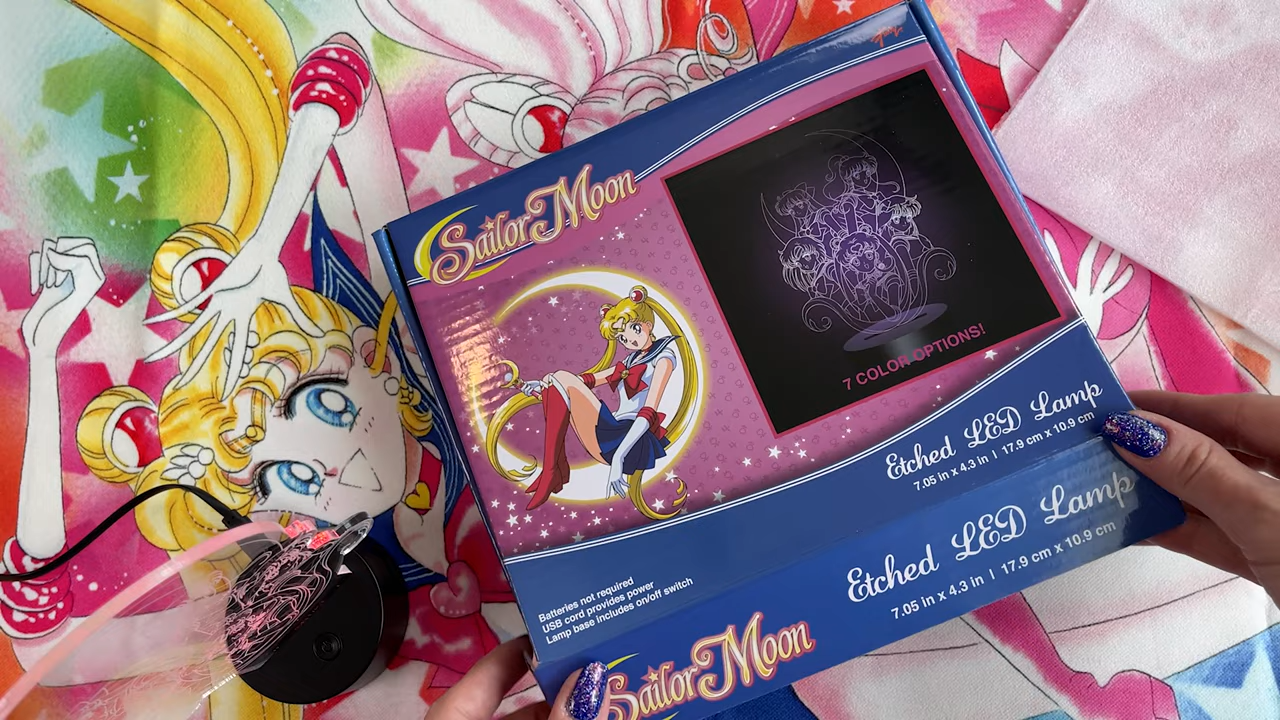 Sailor Moon
7 COLOR OPTIONS!
Etched LED Lamp
7.05 in x 4.3 in | 17.9 cm x 10.9 cm
Batteries not required
USB cord provides power
Lamp base includes on/off switch
Etched LED Lamp
7.05 in x 4.3 in | 17.9 cm x 10.9 cm
Sailor Moon